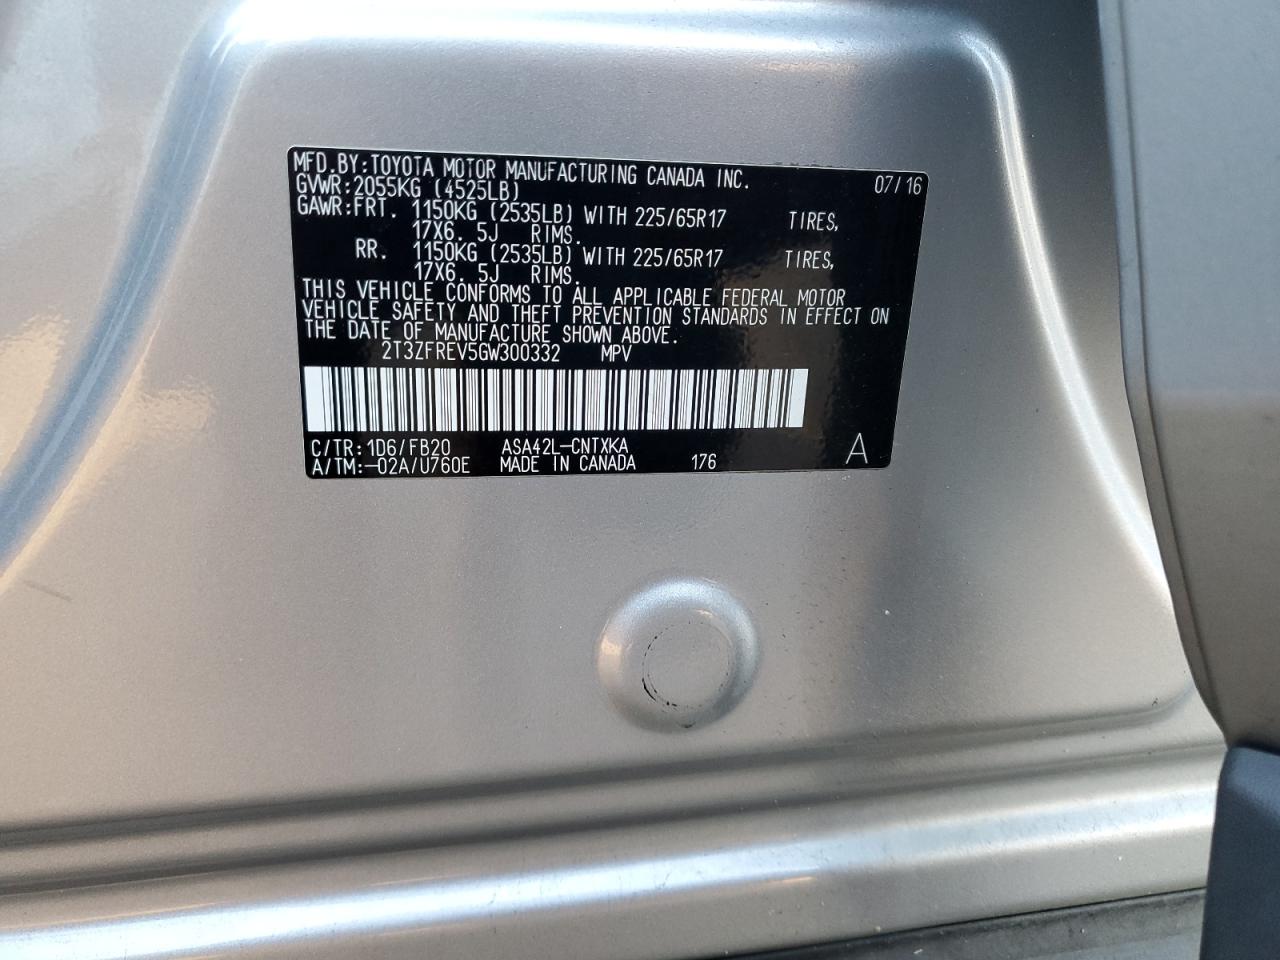 MFD.BY:TOYOTA MOTOR MANUFACTURING CANADA INC. 07/16
GVWR:2055KG (4525LB)
GAWR:FRT. 1150KG (2535LB) WITH 225/65R17 TIRES,
17X6.5J RIMS.
RR. 1150KG (2535LB) WITH 225/65R17 TIRES,
17X6.5J RIMS.
THIS VEHICLE CONFORMS TO ALL APPLICABLE FEDERAL MOTOR
VEHICLE SAFETY AND THEFT PREVENTION STANDARDS IN EFFECT ON
THE DATE OF MANUFACTURE SHOWN ABOVE.
2T3ZFREV5GW300332 MPV
C/TR:1D6/FB20 ASA42L-CNTXKA
A/TM:-02A/U760E MADE IN CANADA 176 A